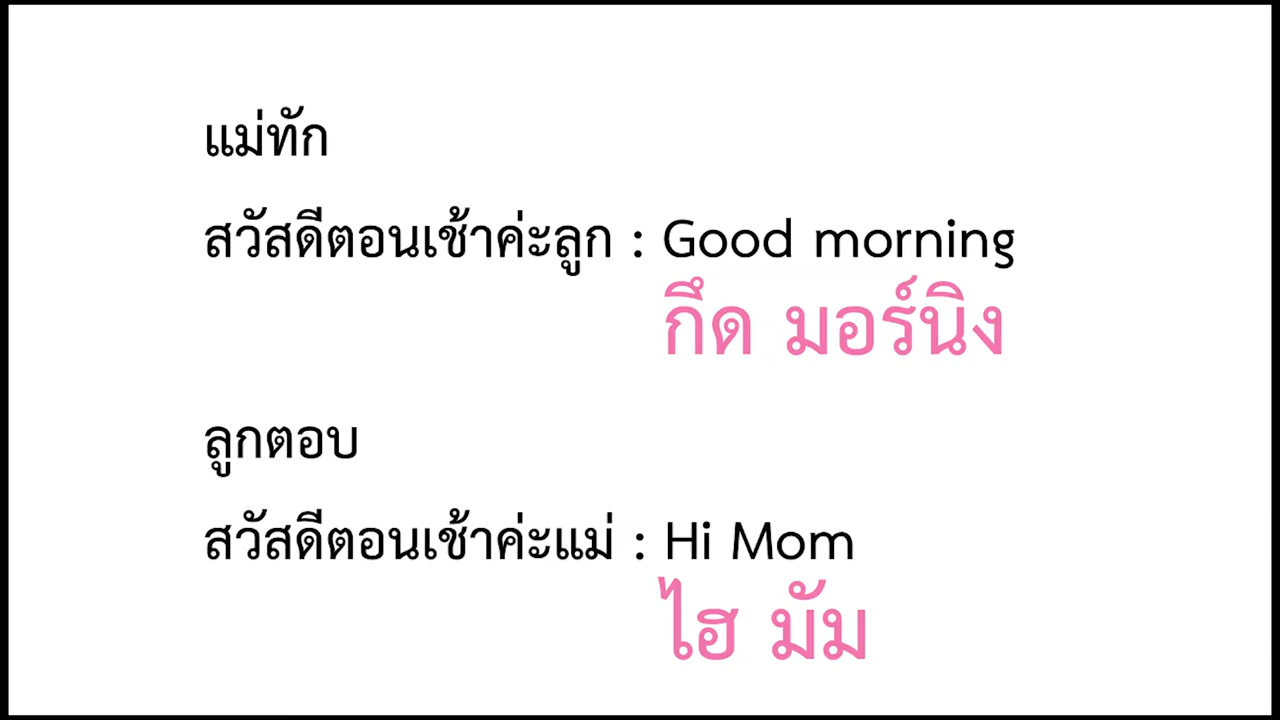 แม่ทัก
สวัสดีตอนเช้าค่ะลูก : Good morning
กึด มอร์นิง
ลูกตอบ
สวัสดีตอนเช้าค่ะแม่ : Hi Mom
ไฮ มัม